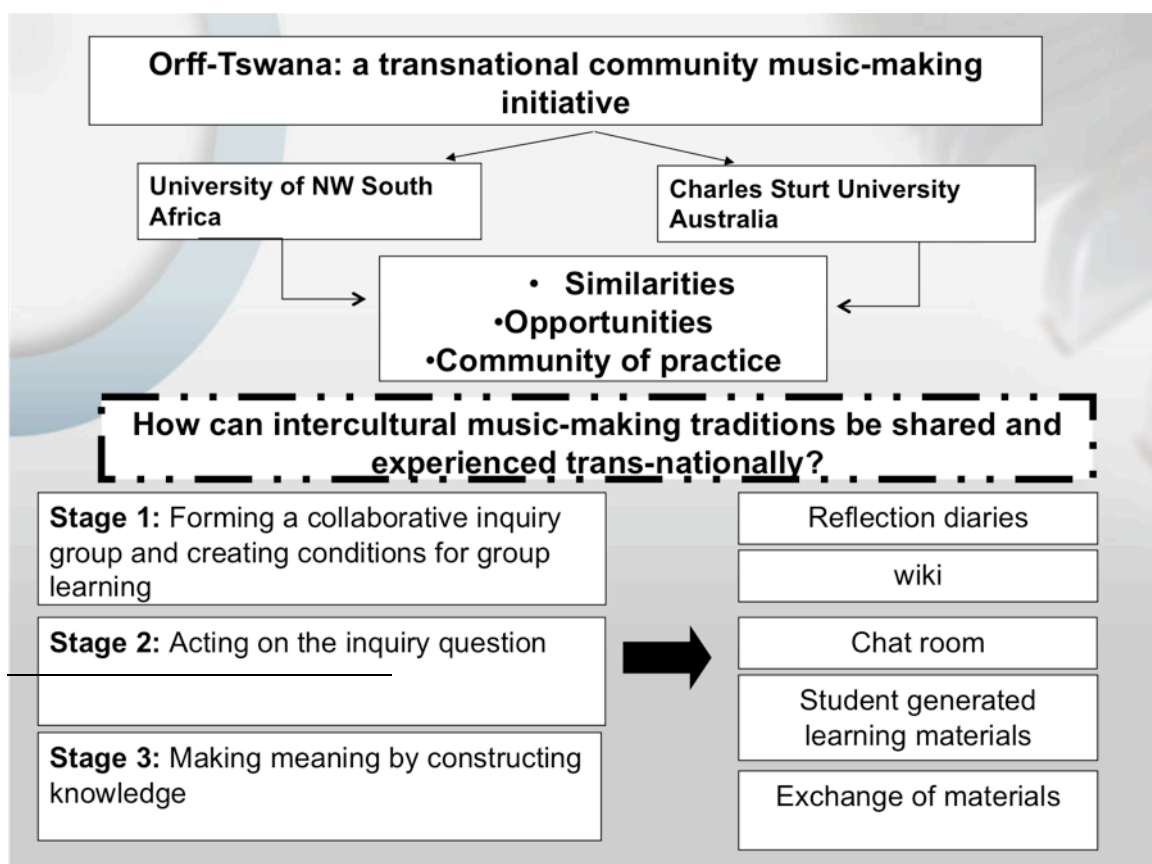 Orff-Tswana: a transnational community music-making
initiative
University of NW South
Africa
Charles Sturt University
Australia
• Similarities
•Opportunities
•Community of practice
How can intercultural music-making traditions be shared and
experienced trans-nationally?
Stage 1: Forming a collaborative inquiry
group and creating conditions for group
learning
Stage 2: Acting on the inquiry question
Stage 3: Making meaning by constructing
knowledge
Reflection diaries
wiki
Chat room
Student generated
learning materials
Exchange of materials